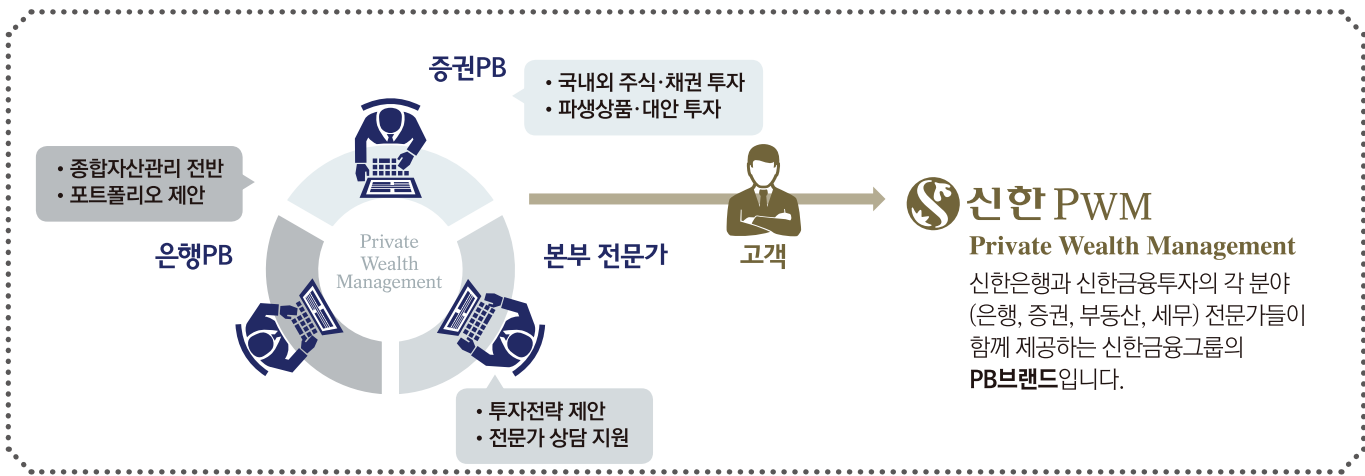 증권PB
• 국내외 주식·채권 투자
• 파생상품·대안 투자
• 종합자산관리 전반
• 포트폴리오 제안
은행PB
Private
Wealth
Management
본부 전문가
• 투자전략 제안
• 전문가 상담 지원
고객
신한 PWM
Private Wealth Management
신한은행과 신한금융투자의 각 분야
(은행, 증권, 부동산, 세무) 전문가들이
함께 제공하는 신한금융그룹의
PB브랜드입니다.